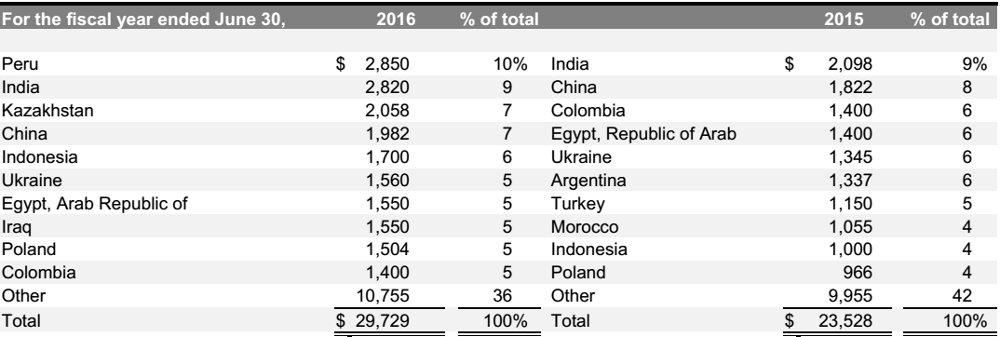 For the fiscal year ended June 30, 2016 % of total 2015 % of total
Peru $ 2,850 10% India $ 2,098 9%
India 2,820 9 China 1,822 8
Kazakhstan 2,058 7 Colombia 1,400 6
China 1,982 7 Egypt, Republic of Arab 1,400 6
Indonesia 1,700 6 Ukraine 1,345 6
Ukraine 1,560 5 Argentina 1,337 6
Egypt, Arab Republic of 1,550 5 Turkey 1,150 5
Iraq 1,550 5 Morocco 1,055 4
Poland 1,504 5 Indonesia 1,000 4
Colombia 1,400 5 Poland 966 4
Other 10,755 36 Other 9,955 42
Total $ 29,729 100% Total $ 23,528 100%